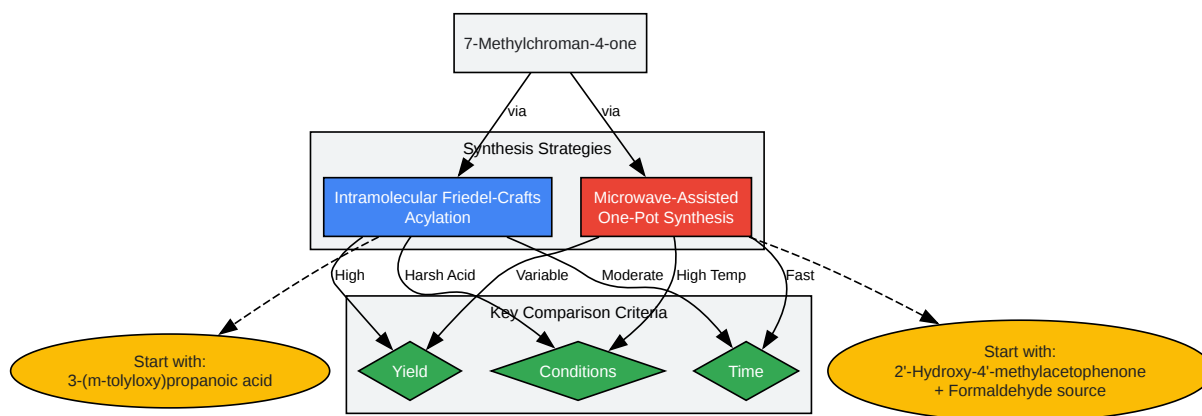 7-Methylchroman-4-one
via
via
Synthesis Strategies
Intramolecular Friedel-Crafts
Acylation
Microwave-Assisted
One-Pot Synthesis
High
Harsh Acid
Variable
Moderate
High Temp
Fast
Key Comparison Criteria
Start with:
3-(m-tolyloxy)propanoic acid
Yield
Conditions
Time
Start with:
2'-Hydroxy-4'-methylacetophenone
+ Formaldehyde source